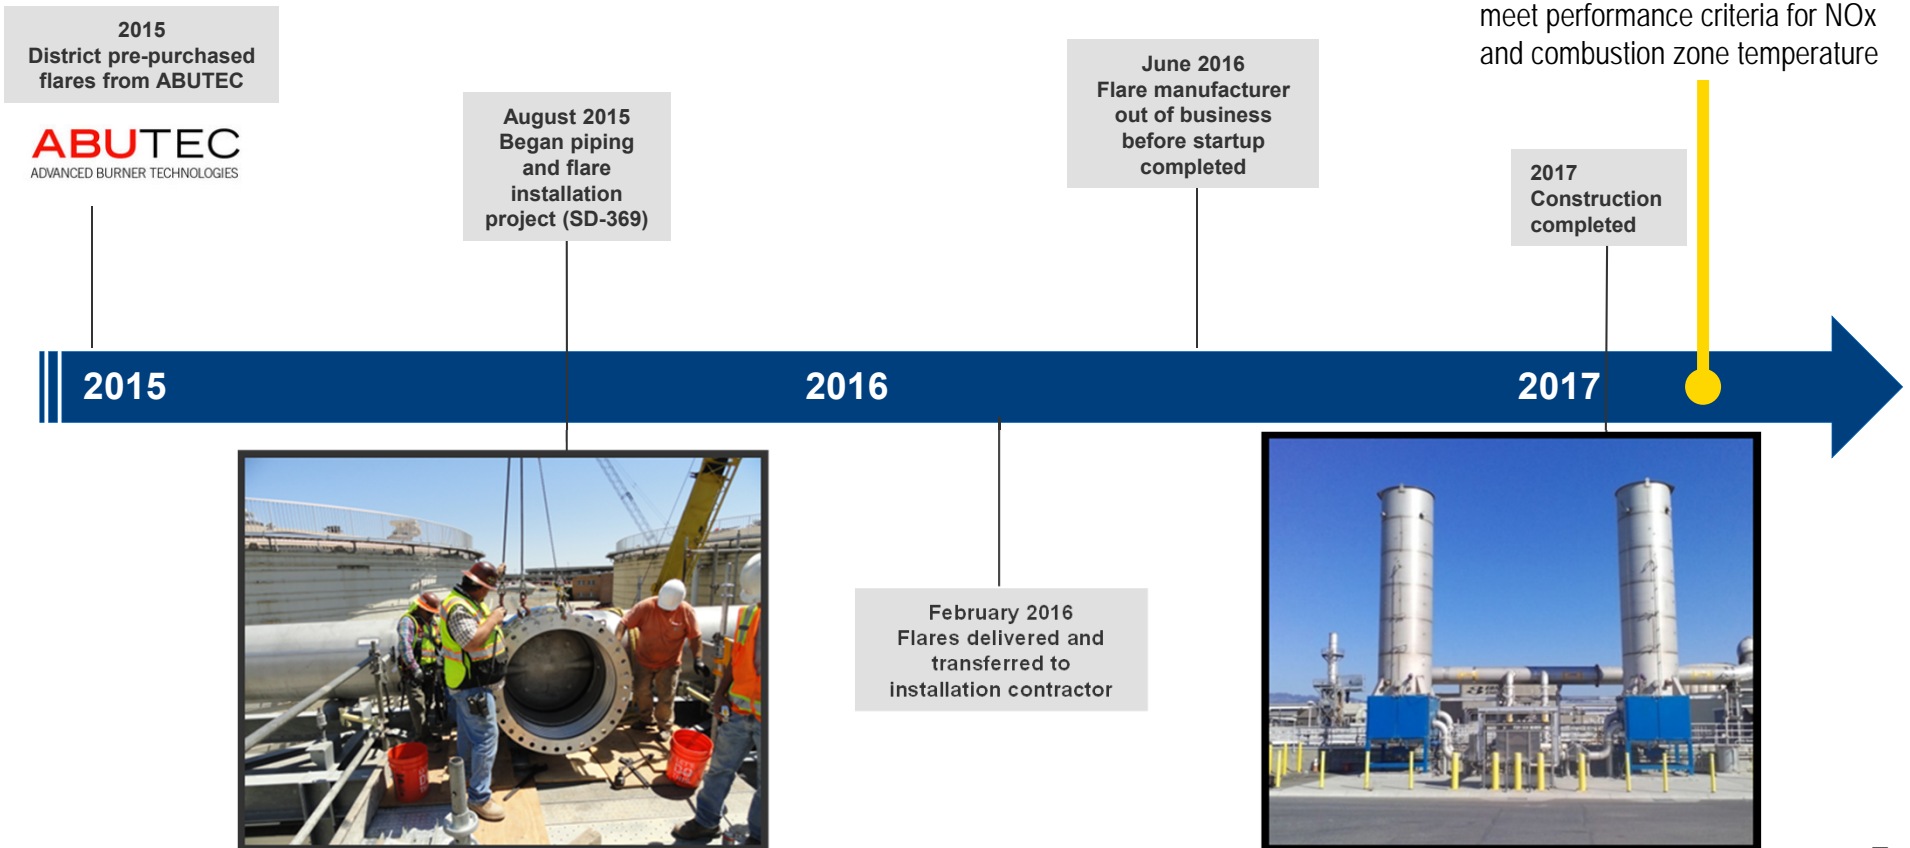 meet performance criteria for NOx
and combustion zone temperature
2015
District pre-purchased
flares from ABUTEC
ABUTEC
ADVANCED BURNER TECHNOLOGIES
August 2015
Began piping
and flare
installation
project (SD-369)
June 2016
Flare manufacturer
out of business
before startup
completed
2017
Construction
completed
2015
2016
2017
February 2016
Flares delivered and
transferred to
installation contractor